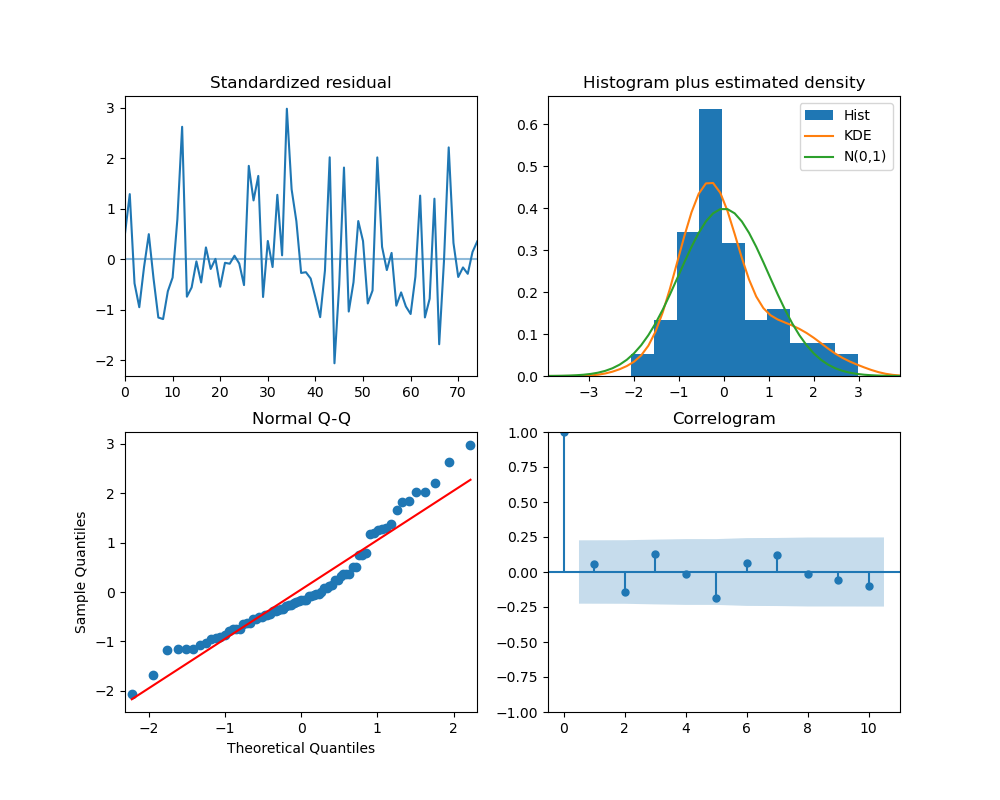 Standardized residual
3
2
1
0
−1
−2
0 10 20 30 40 50 60 70
Histogram plus estimated density
0.6
0.5
0.4
0.3
0.2
0.1
0.0
−3 −2 −1 0 1 2 3
Hist
KDE
N(0,1)
Normal Q-Q
Sample Quantiles
3
2
1
0
−1
−2
−2 −1 0 1 2
Theoretical Quantiles
Correlogram
1.00
0.75
0.50
0.25
0.00
−0.25
−0.50
−0.75
−1.00
0 2 4 6 8 10